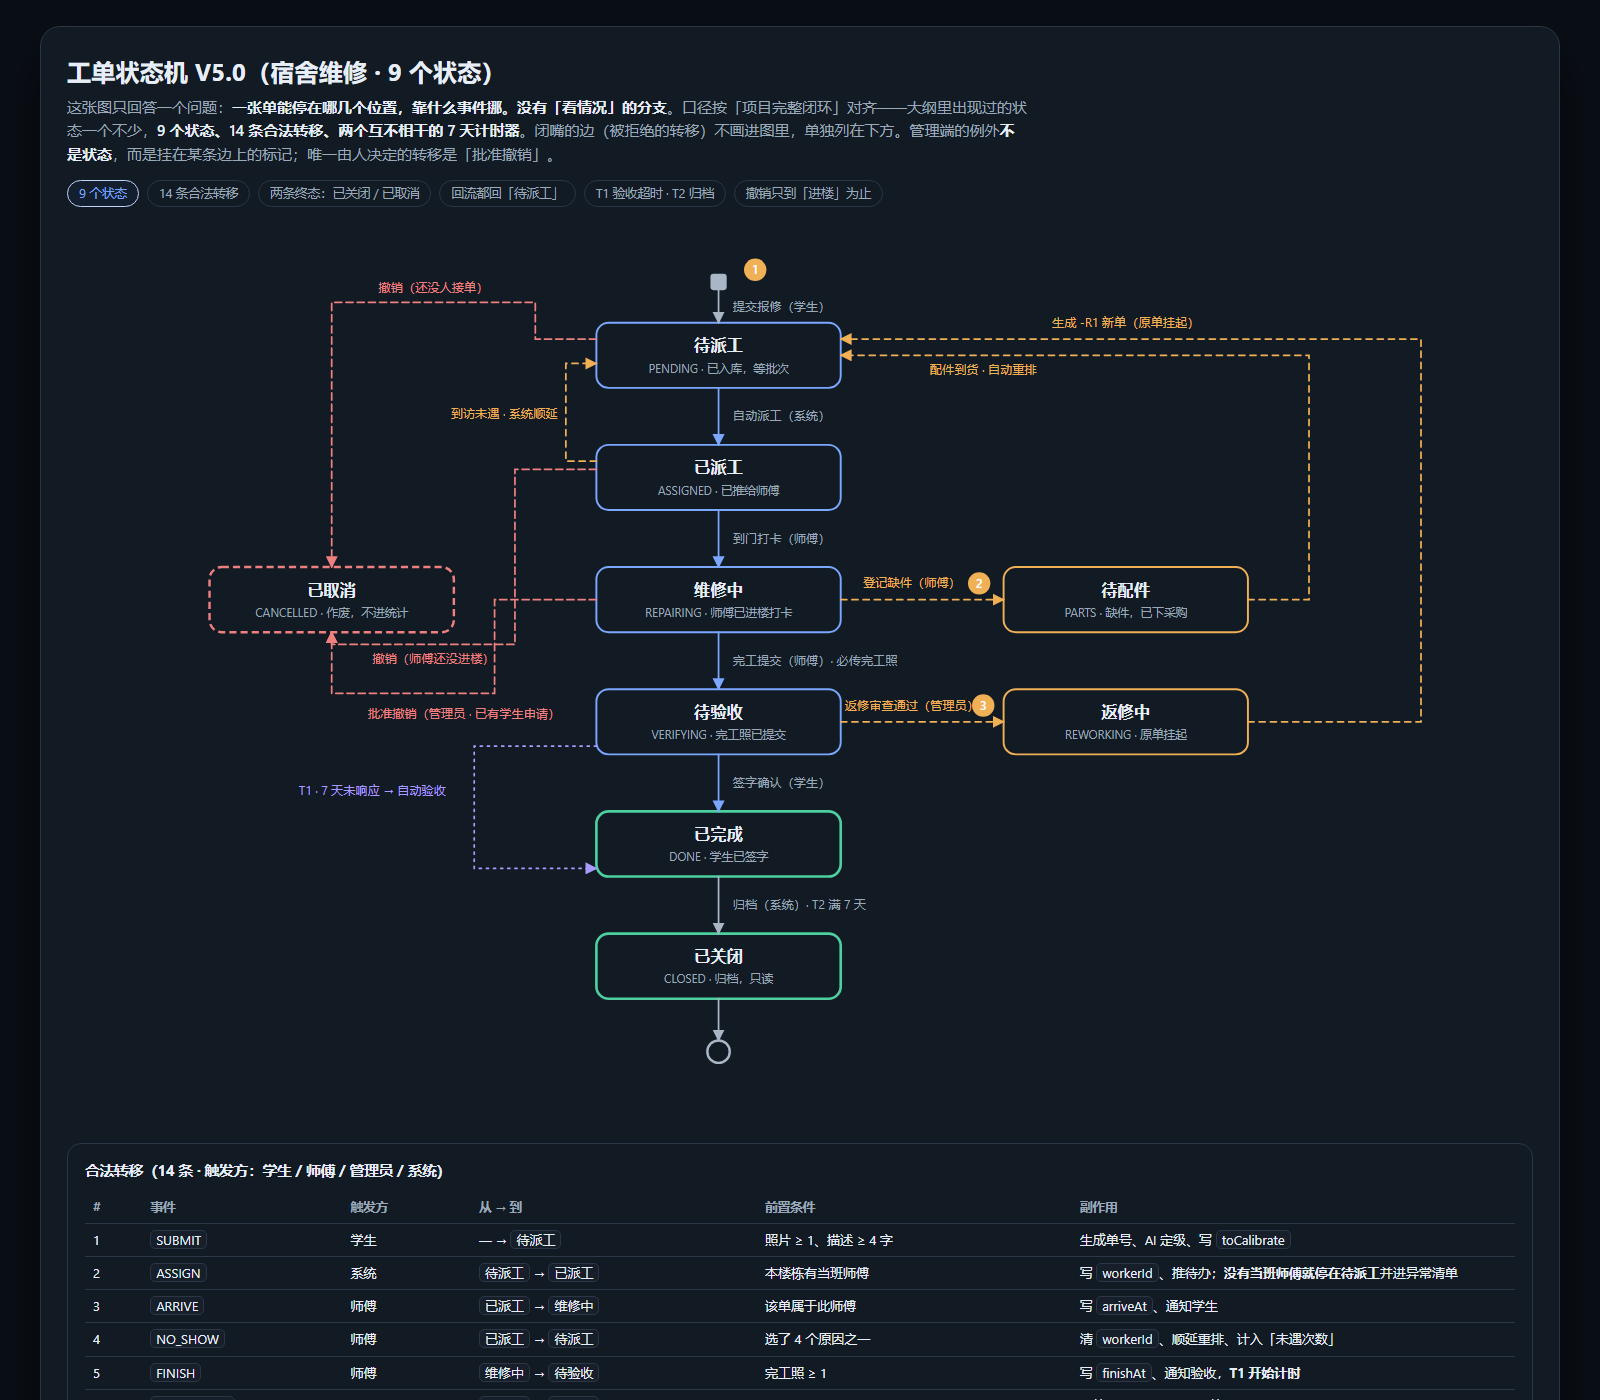 工单状态机 V5.0（宿舍维修 · 9 个状态）
这张图只回答一个问题：一张单能停在哪几个位置，靠什么事件挪。没有「看情况」的分支。口径按「项目完整闭环」对齐——大纲里出现过的状
态一个不少，9 个状态、14 条合法转移、两个互不相干的 7 天计时器。闭嘴的边（被拒绝的转移）不画进图里，单独列在下方。管理端的例外不
是状态，而是挂在某条边上的标记；唯一由人决定的转移是「批准撤销」。
9 个状态
14 条合法转移
两条终态：已关闭 / 已取消
回流都回「待派工」
T1 验收超时 · T2 归档
撤销只到「进楼」为止
1
撤销（还没人接单）
提交报修（学生）
生成 -R1 新单（原单挂起）
待派工
PENDING · 已入库，等批次
配件到货 · 自动重排
到访未遇 · 系统顺延
自动派工（系统）
已派工
ASSIGNED · 已推给师傅
到门打卡（师傅）
已取消
CANCELLED · 作废，不进统计
维修中
REPAIRING · 师傅已进楼打卡
登记缺件（师傅）
2
待配件
PARTS · 缺件，已下采购
撤销（师傅还没进楼）
完工提交（师傅）· 必传完工照
批准撤销（管理员 · 已有学生申请）
待验收
VERIFYING · 完工照已提交
返修审查通过（管理员）
3
返修中
REWORKING · 原单挂起
T1 · 7 天未响应 → 自动验收
签字确认（学生）
已完成
DONE · 学生已签字
归档（系统）· T2 满 7 天
已关闭
CLOSED · 归档，只读
合法转移（14 条 · 触发方：学生 / 师傅 / 管理员 / 系统）
# 事件 触发方 从 → 到 前置条件 副作用
1 SUBMIT 学生 — → 待派工 照片 ≥ 1、描述 ≥ 4 字 生成单号、AI 定级、写 toCalibrate
2 ASSIGN 系统 待派工 → 已派工 本楼栋有当班师傅 写 workerId、推待办；没有当班师傅就停在待派工并进异常清单
3 ARRIVE 师傅 已派工 → 维修中 该单属于此师傅 写 arriveAt、通知学生
4 NO_SHOW 师傅 已派工 → 待派工 选了 4 个原因之一 清 workerId、顺延重排、计入「未遇次数」
5 FINISH 师傅 维修中 → 待验收 完工照 ≥ 1 写 finishAt、通知验收，T1 开始计时